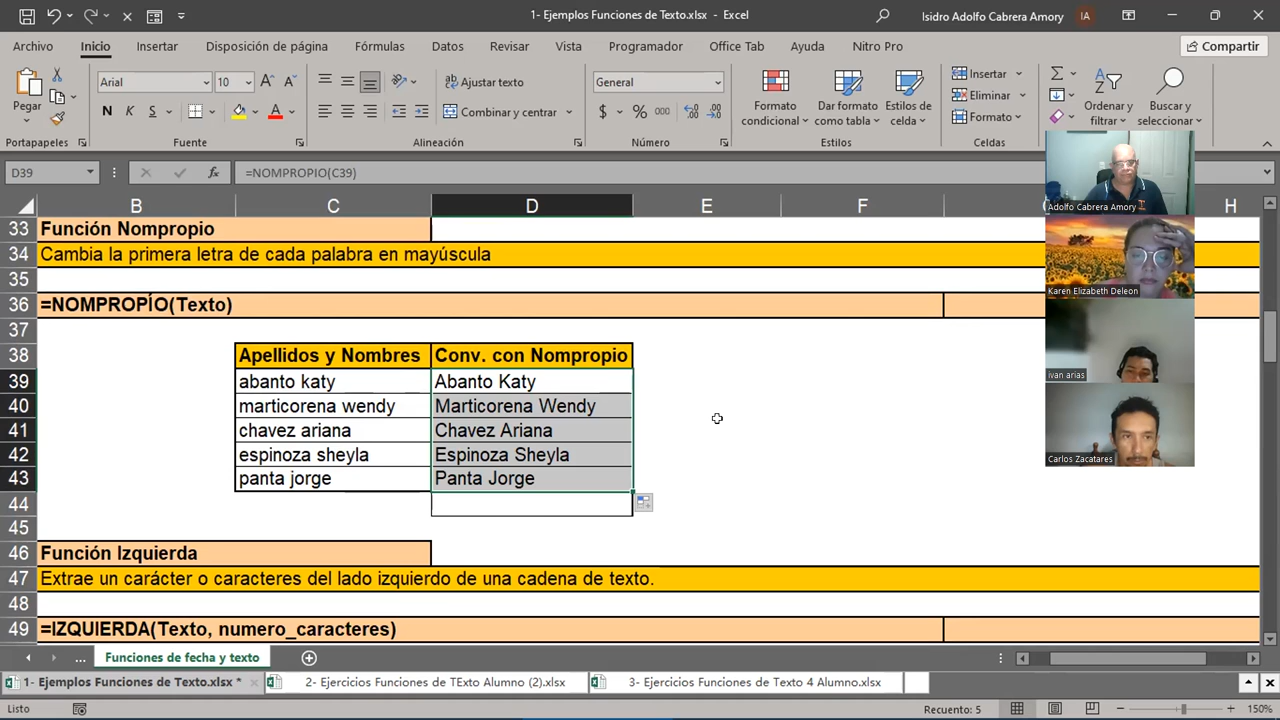 1- Ejemplos Funciones de Texto.xlsx - Excel
Isidro Adolfo Cabrera Amory
IA
Archivo Inicio Insertar Disposición de página Fórmulas Datos Revisar Vista Programador Office Tab Ayuda Nitro Pro Compartir
Pegar
Arial 10
N K S
Ajustar texto
Combinar y centrar
General
$ % 000
Formato condicional
Dar formato como tabla
Estilos de celda
Insertar
Eliminar
Formato
Ordenar y filtrar
Buscar y seleccionar
Portapapeles Fuente Alineación Número Estilos Celdas
D39 fx =NOMPROPIO(C39)
B C D E F H
33 Función Nompropio
34 Cambia la primera letra de cada palabra en mayúscula
35
36 =NOMPROPÍO(Texto)
37
38 Apellidos y Nombres Conv. con Nompropio
39 abanto katy Abanto Katy
40 marticorena wendy Marticorena Wendy
41 chavez ariana Chavez Ariana
42 espinoza sheyla Espinoza Sheyla
43 panta jorge Panta Jorge
44
45
46 Función Izquierda
47 Extrae un carácter o caracteres del lado izquierdo de una cadena de texto.
48
49 =IZQUIERDA(Texto, numero_caracteres)
Adolfo Cabrera Amory
Karen Elizabeth Deleon
ivan arias
Carlos Zacatares
... Funciones de fecha y texto
1- Ejemplos Funciones de Texto.xlsx * 2- Ejercicios Funciones de TExto Alumno (2).xlsx 3- Ejercicios Funciones de Texto 4 Alumno.xlsx
Listo Recuento: 5 150%